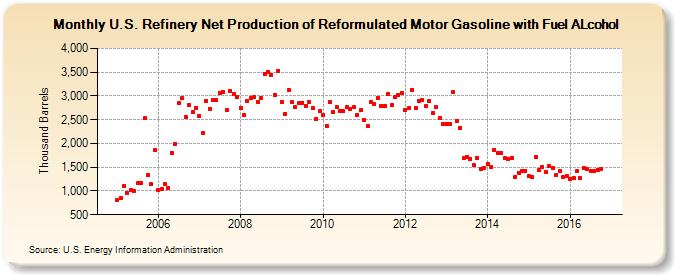 Monthly U.S. Refinery Net Production of Reformulated Motor Gasoline with Fuel ALcohol
Thousand Barrels
4,000
3,500
3,000
2,500
2,000
1,500
1,000
500
2006 2008 2010 2012 2014 2016
Source: U.S. Energy Information Administration